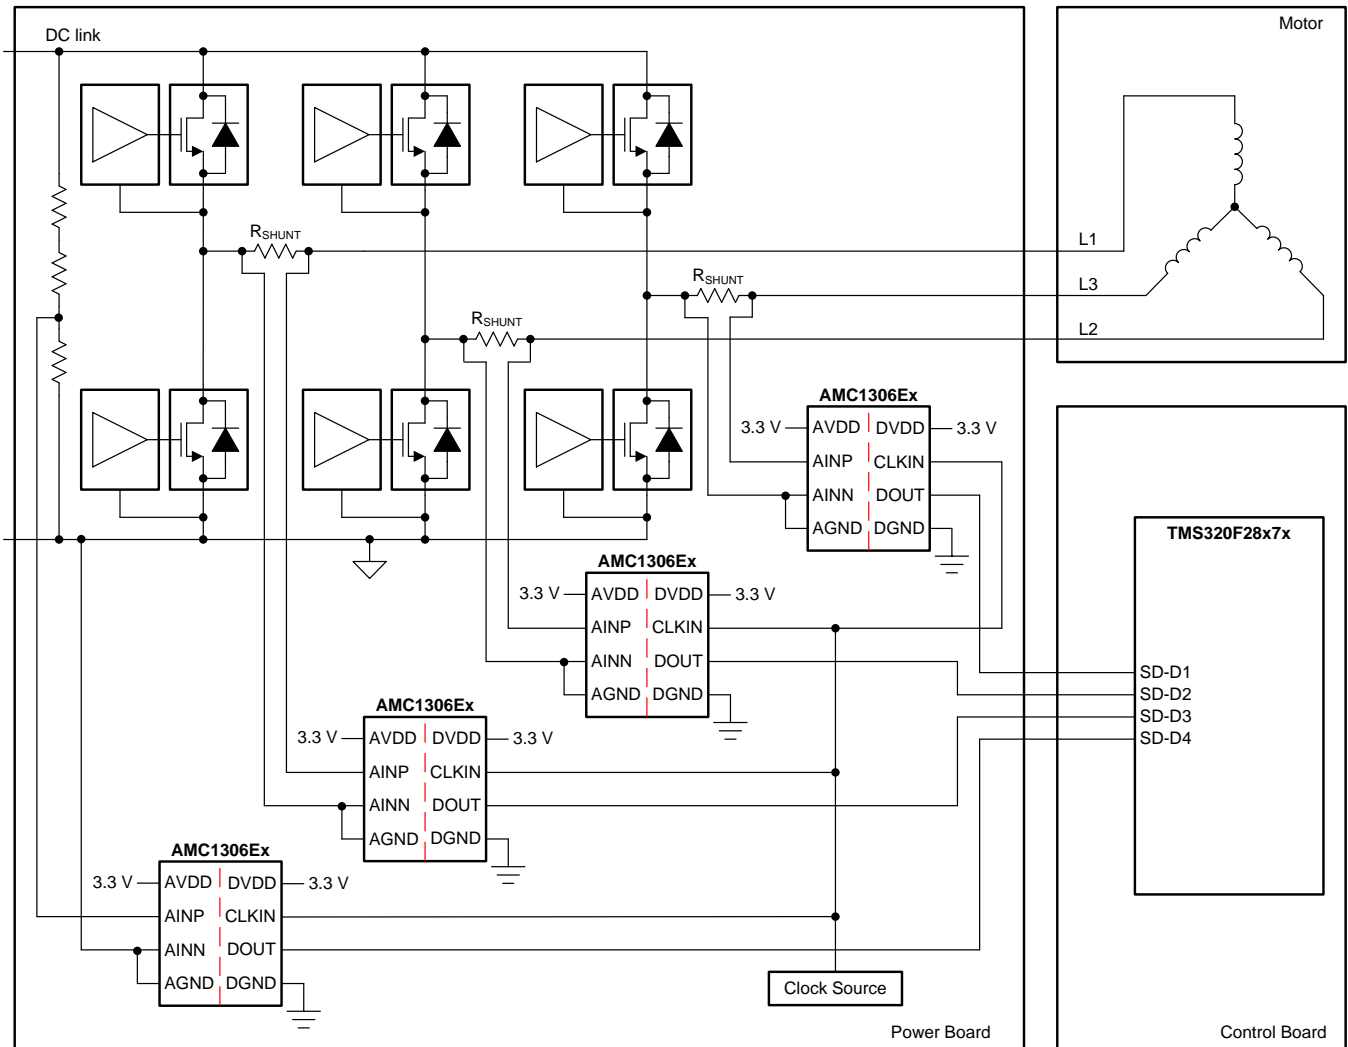 DC link
Motor
R_SHUNT
L1
R_SHUNT
L3
R_SHUNT
L2
AMC1306Ex
3.3 V AVDD DVDD 3.3 V
AINP CLKIN
AINN DOUT
AGND DGND
TMS320F28x7x
AMC1306Ex
3.3 V AVDD DVDD 3.3 V
AINP CLKIN
AINN DOUT
AGND DGND
SD-D1
SD-D2
SD-D3
SD-D4
AMC1306Ex
3.3 V AVDD DVDD 3.3 V
AINP CLKIN
AINN DOUT
AGND DGND
AMC1306Ex
3.3 V AVDD DVDD 3.3 V
AINP CLKIN
AINN DOUT
AGND DGND
Clock Source
Power Board
Control Board